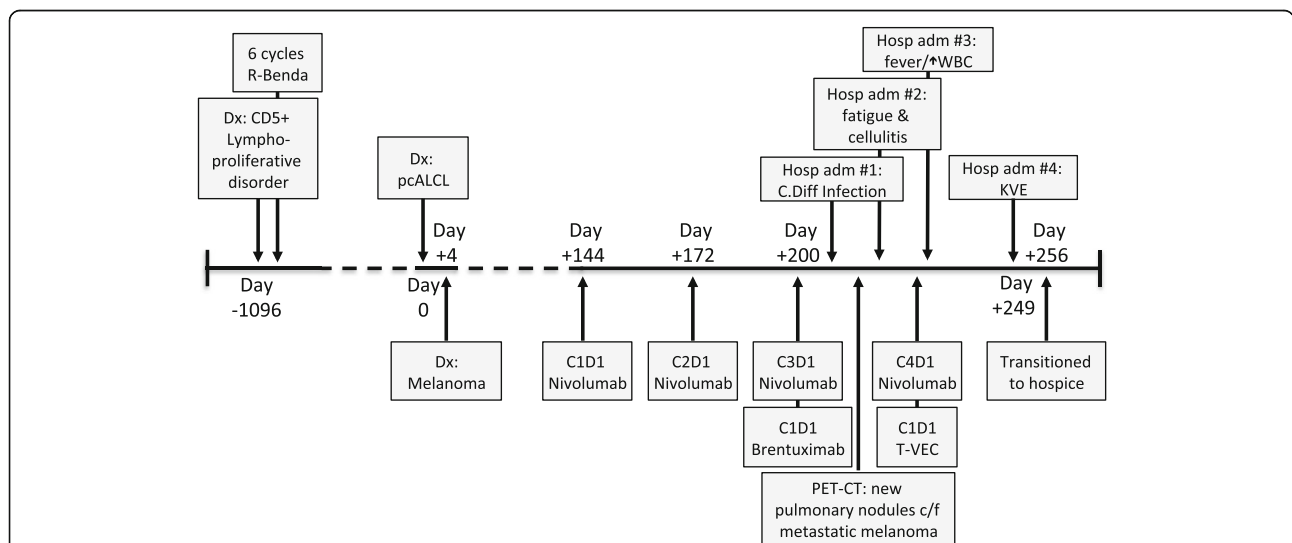 6 cycles
R-Benda
Dx: CD5+
Lympho-
proliferative
disorder
Dx:
pcALCL
Hosp adm #3:
fever/↑WBC
Hosp adm #2:
fatigue &
cellulitis
Hosp adm #1:
C.Diff Infection
Hosp adm #4:
KVE
Day
+4
Day
+144
Day
+172
Day
+200
Day
+256
Day
-1096
Day
0
Day
+249
Dx:
Melanoma
C1D1
Nivolumab
C2D1
Nivolumab
C3D1
Nivolumab
C1D1
Brentuximab
C4D1
Nivolumab
C1D1
T-VEC
Transitioned
to hospice
PET-CT: new
pulmonary nodules c/f
metastatic melanoma